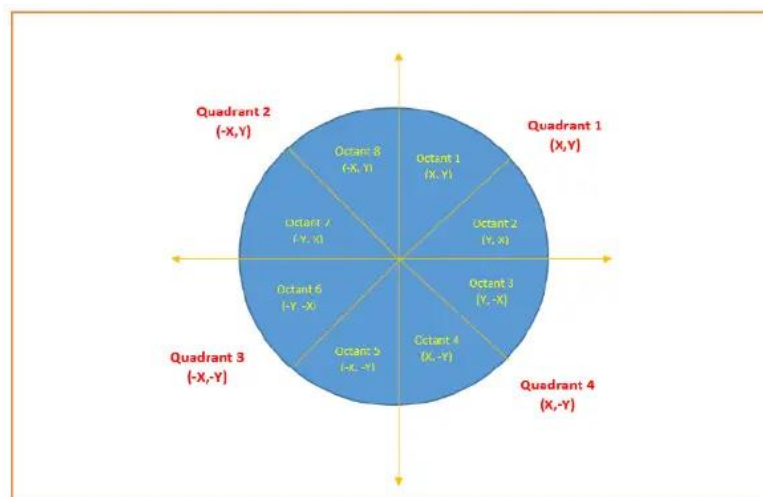 Quadrant 2
(-X,Y)
Quadrant 1
(X,Y)
Octant 8
(-X, Y)
Octant 1
(X, Y)
Octant 7
(-Y, X)
Octant 2
(Y, X)
Octant 6
(-Y, -X)
Octant 3
(Y, -X)
Quadrant 3
(-X,-Y)
Octant 5
(-X, -Y)
Octant 4
(X, -Y)
Quadrant 4
(X,-Y)